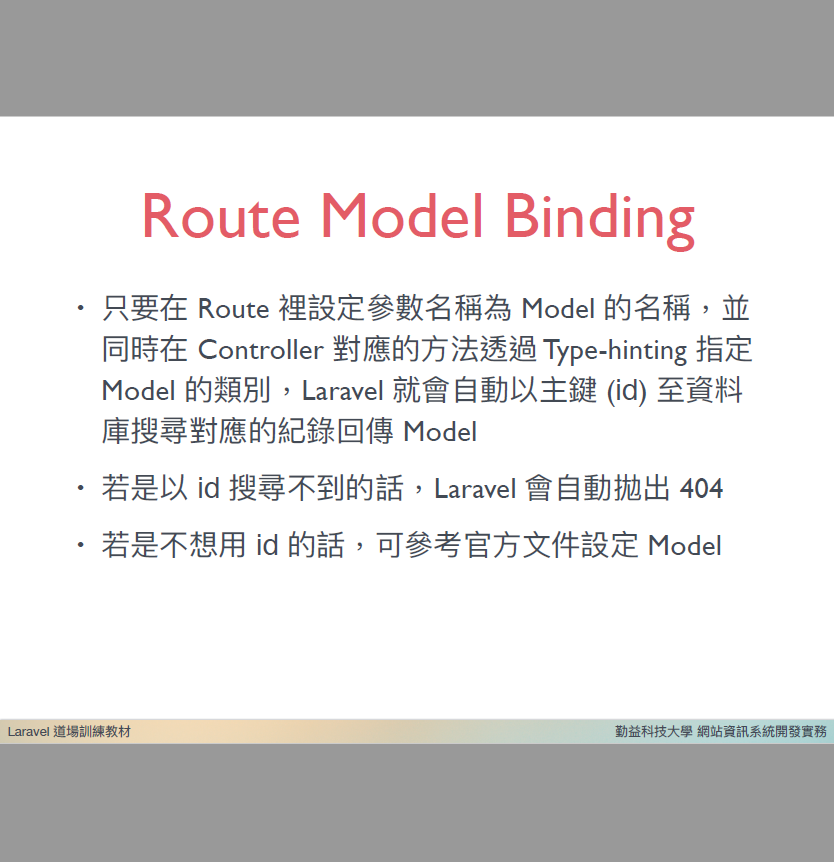 Route Model Binding
• 只要在 Route 裡設定參數名稱為 Model 的名稱，並
同時在 Controller 對應的方法透過 Type-hinting 指定
Model 的類別，Laravel 就會自動以主鍵 (id) 至資料
庫搜尋對應的紀錄回傳 Model
• 若是以 id 搜尋不到的話，Laravel 會自動拋出 404
• 若是不想用 id 的話，可參考官方文件設定 Model
Laravel 道場訓練教材
勤益科技大學 網站資訊系統開發實務